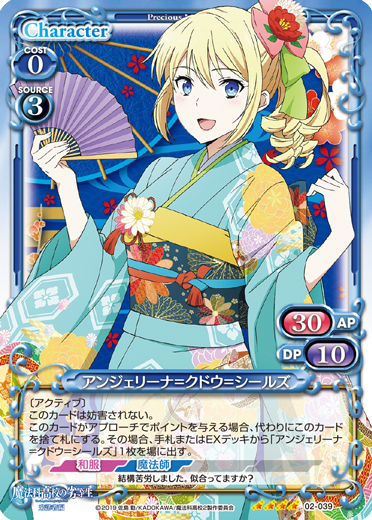 Precious
Character
COST
0
SOURCE
3
30 AP
DP 10
アンジェリーナ=クドウ=シールズ
［アクティブ］
このカードは妨害されない。
このカードがアプローチでポイントを与える場合、代わりにこのカード
を捨て札にする。その場合、手札またはEXデッキから「アンジェリーナ
=クドウ=シールズ」1枚を場に出す。
和服 魔法師
結構苦労しました。似合ってますか?
魔法科高校の劣等生
©2019 佐島 勤/KADOKAWA/魔法科高校2製作委員会
02-039